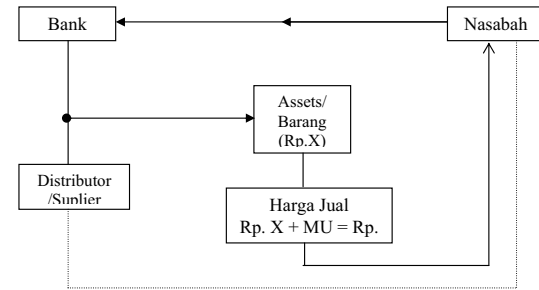 Bank
Nasabah
Assets/
Barang
(Rp.X)
Distributor
/Suplier
Harga Jual
Rp. X + MU = Rp.